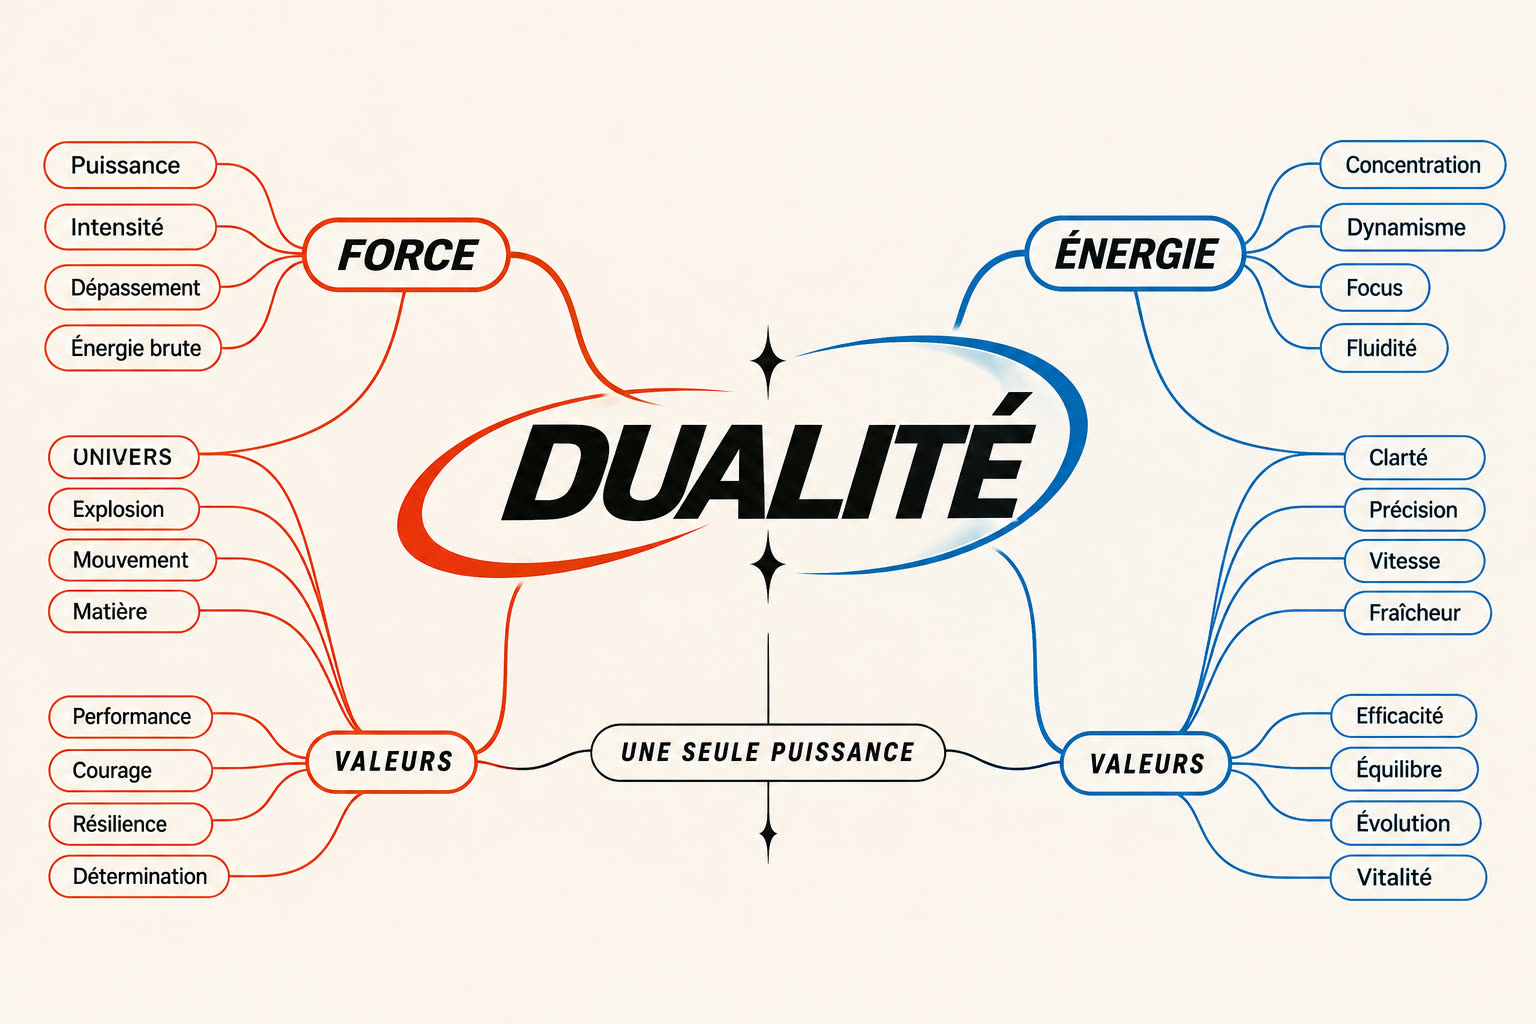 Puissance
Intensité
Dépassement
Énergie brute
FORCE
UNIVERS
Explosion
Mouvement
Matière
Performance
Courage
Résilience
Détermination
VALEURS
DUALITÉ
UNE SEULE PUISSANCE
ÉNERGIE
Concentration
Dynamisme
Focus
Fluidité
Clarté
Précision
Vitesse
Fraîcheur
VALEURS
Efficacité
Équilibre
Évolution
Vitalité